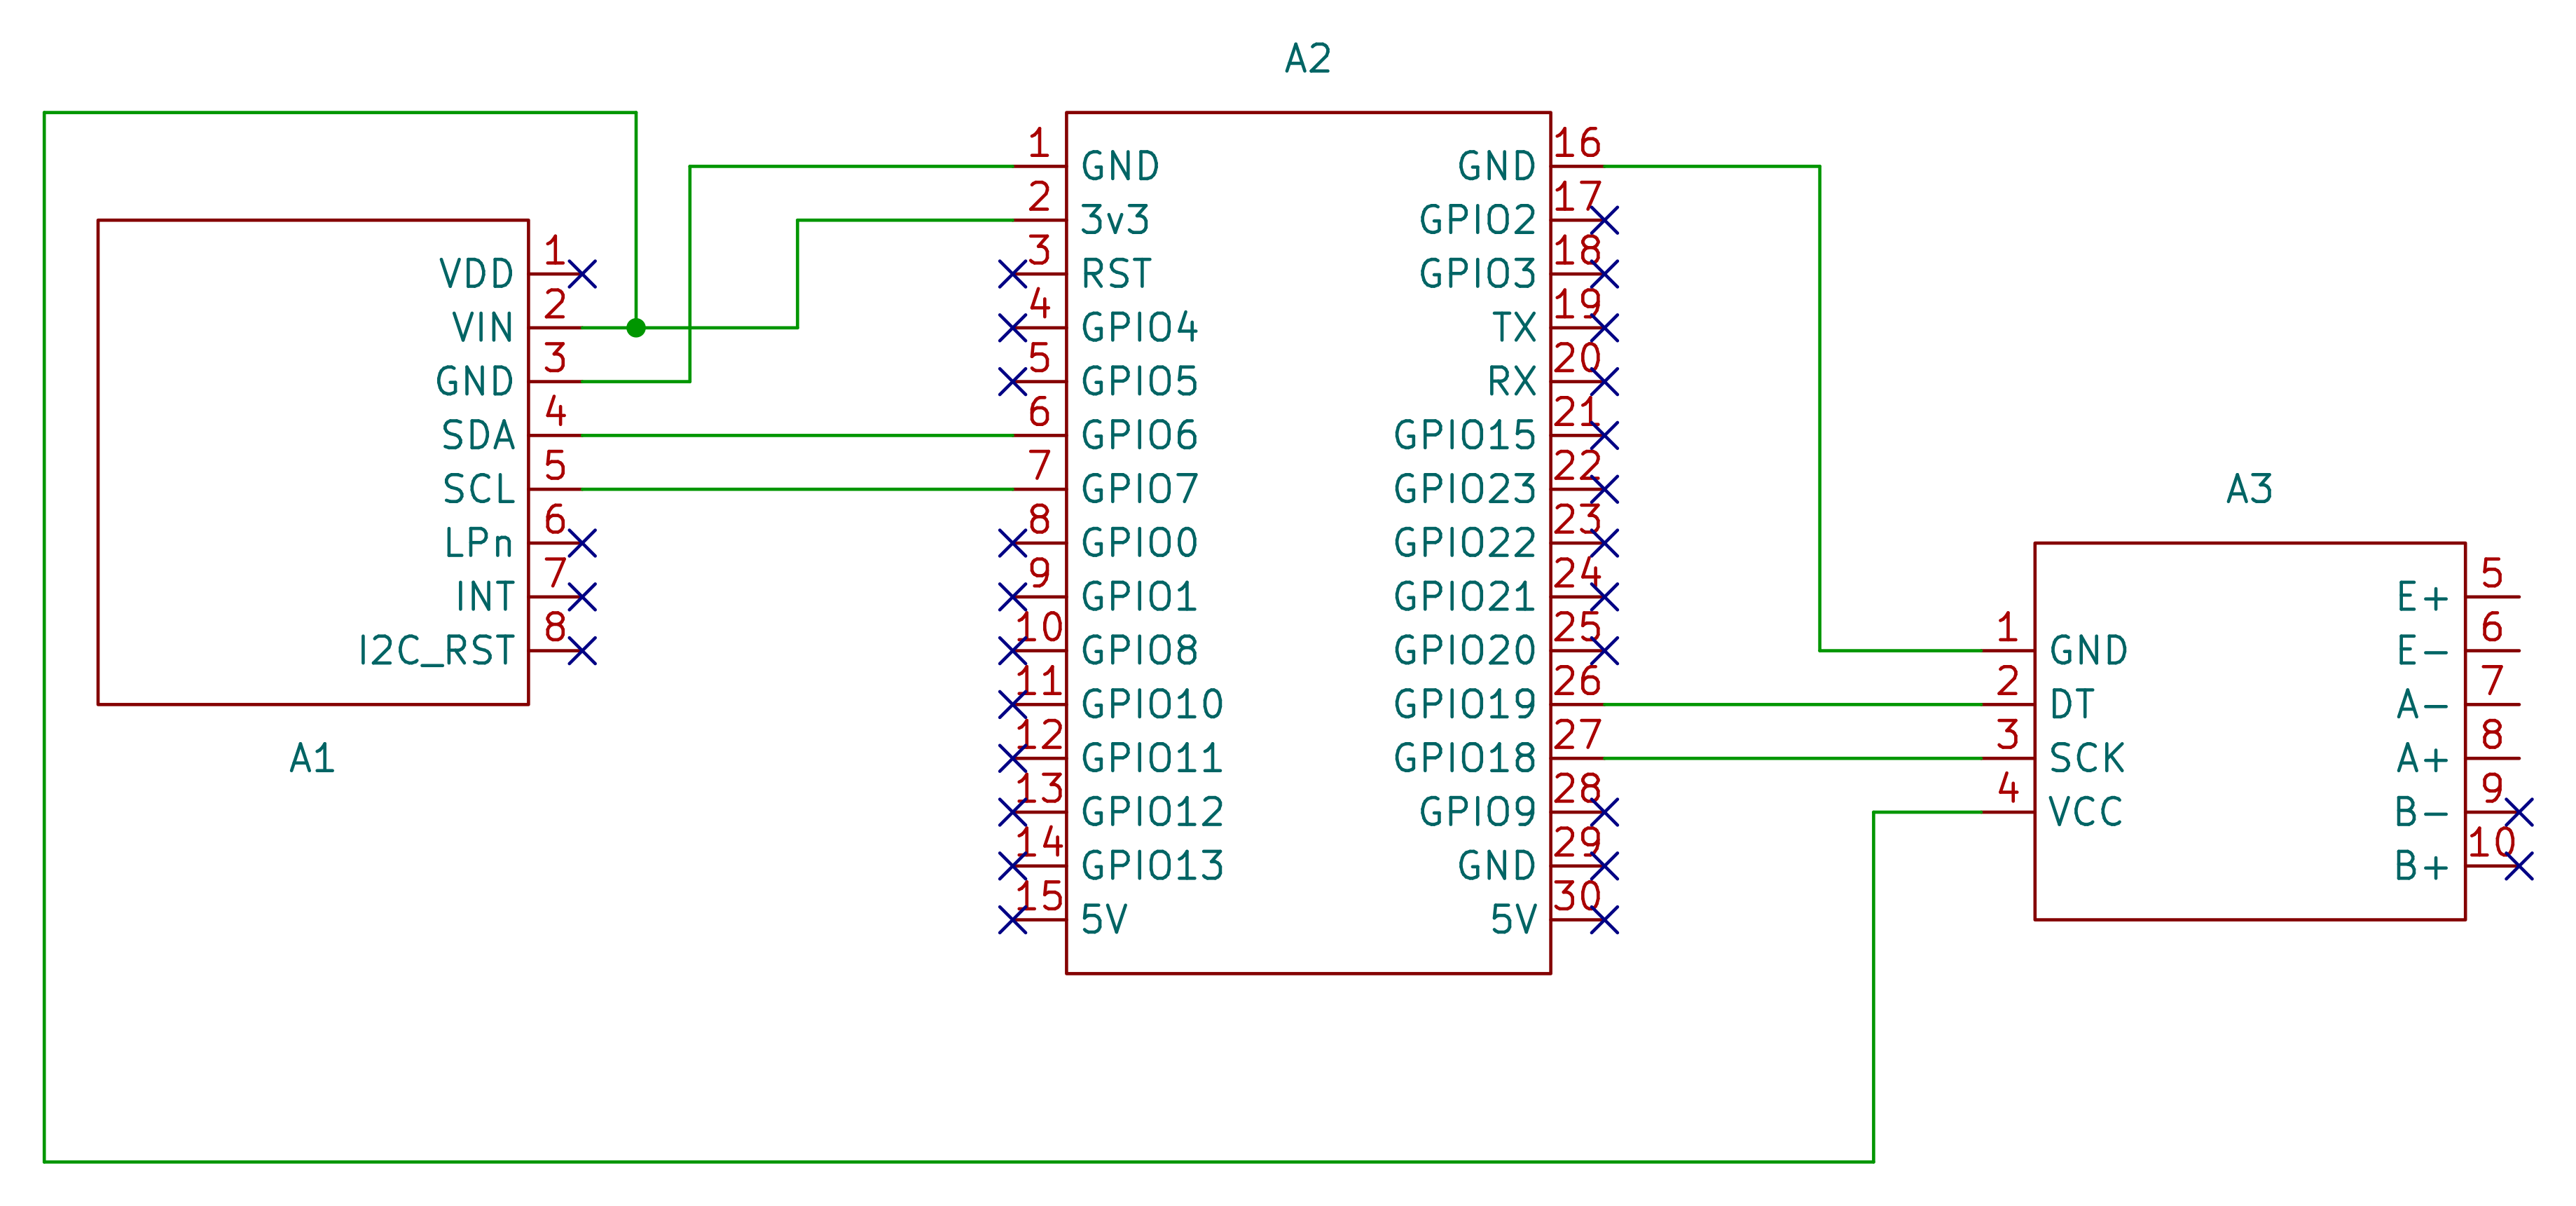 A2
1 GND
2 3v3
3 RST
4 GPIO4
5 GPIO5
6 GPIO6
7 GPIO7
8 GPIO0
9 GPIO1
10 GPIO8
11 GPIO10
12 GPIO11
13 GPIO12
14 GPIO13
15 5V
GND 16
GPIO2 17
GPIO3 18
TX 19
RX 20
GPIO15 21
GPIO23 22
GPIO22 23
GPIO21 24
GPIO20 25
GPIO19 26
GPIO18 27
GPIO9 28
GND 29
5V 30
VDD 1
VIN 2
GND 3
SDA 4
SCL 5
LPn 6
INT 7
I2C_RST 8
A1
A3
1 GND
2 DT
3 SCK
4 VCC
E+ 5
E- 6
A- 7
A+ 8
B- 9
B+ 10